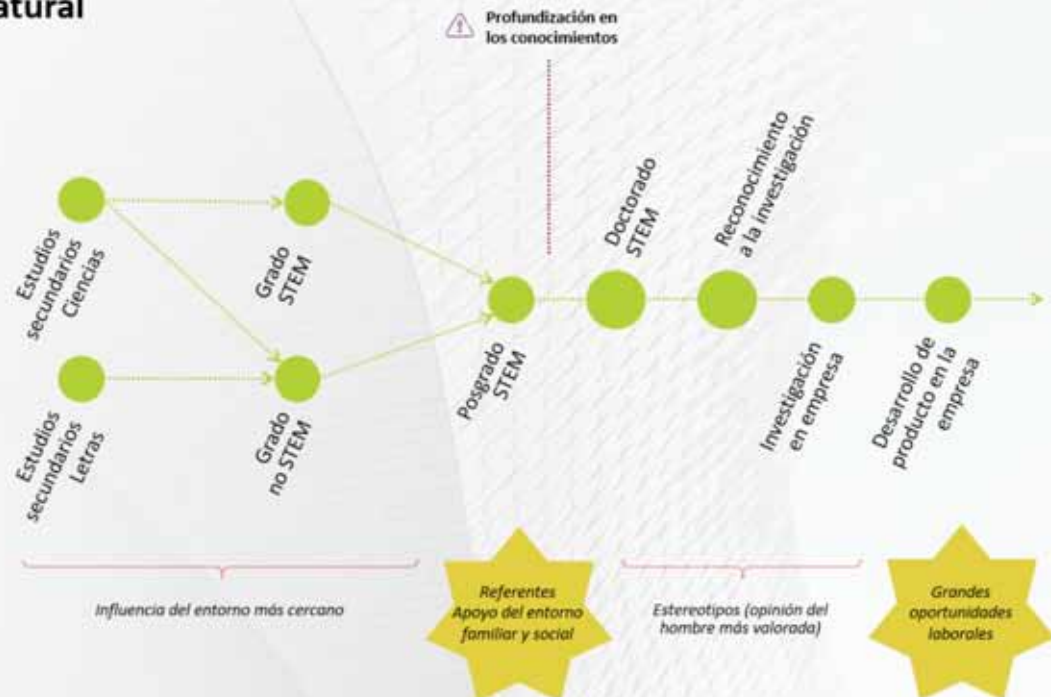 atural
Profundización en
los conocimientos
Estudios
secundarios
Ciencias
Grado
STEM
Doctorado
STEM
Reconocimiento
a la investigación
Estudios
secundarios
Letras
Grado
no STEM
Posgrado
STEM
Investigación
en empresa
Desarrollo de
producto en la
empresa
Influencia del entorno más cercano
Referentes
Apoyo del entorno
familiar y social
Estereotipos (opinión del
hombre más valorada)
Grandes
oportunidades
laborales